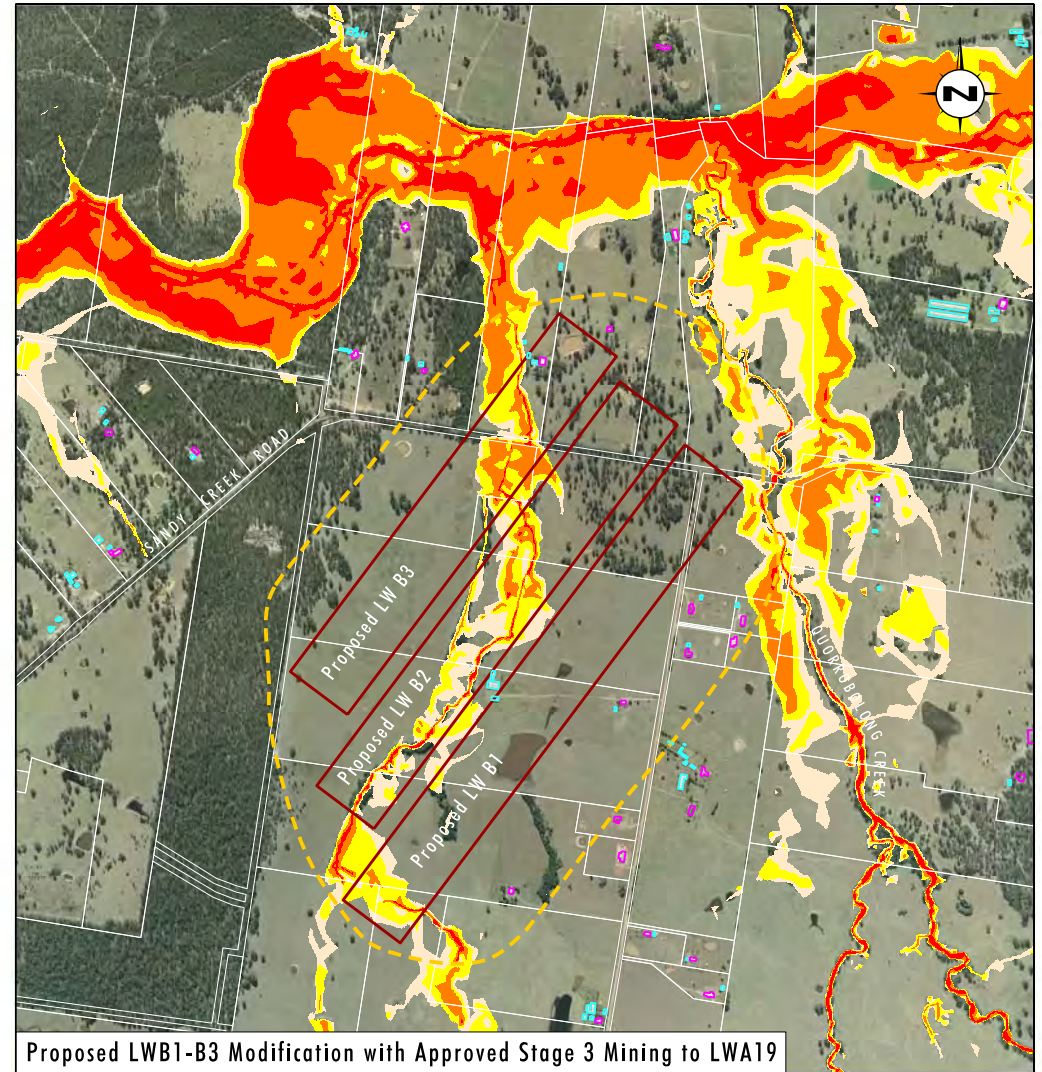 N
SANDY CREEK ROAD
Proposed LW B3
Proposed LW B2
Proposed LW B1
QUORROBOLONG CREEK
Proposed LWB1-B3 Modification with Approved Stage 3 Mining to LWA19